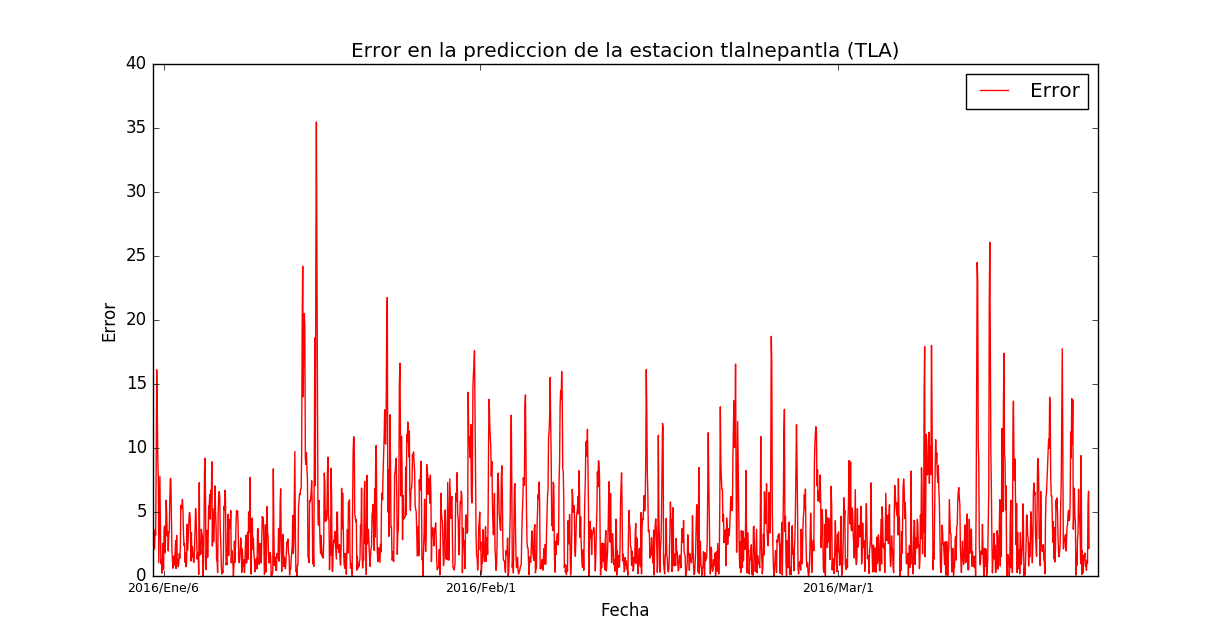 Error en la prediccion de la estacion tlalnepantla (TLA)
40
35
30
25
20
15
10
5
0
Error
Error
2016/Ene/6
2016/Feb/1
2016/Mar/1
Fecha